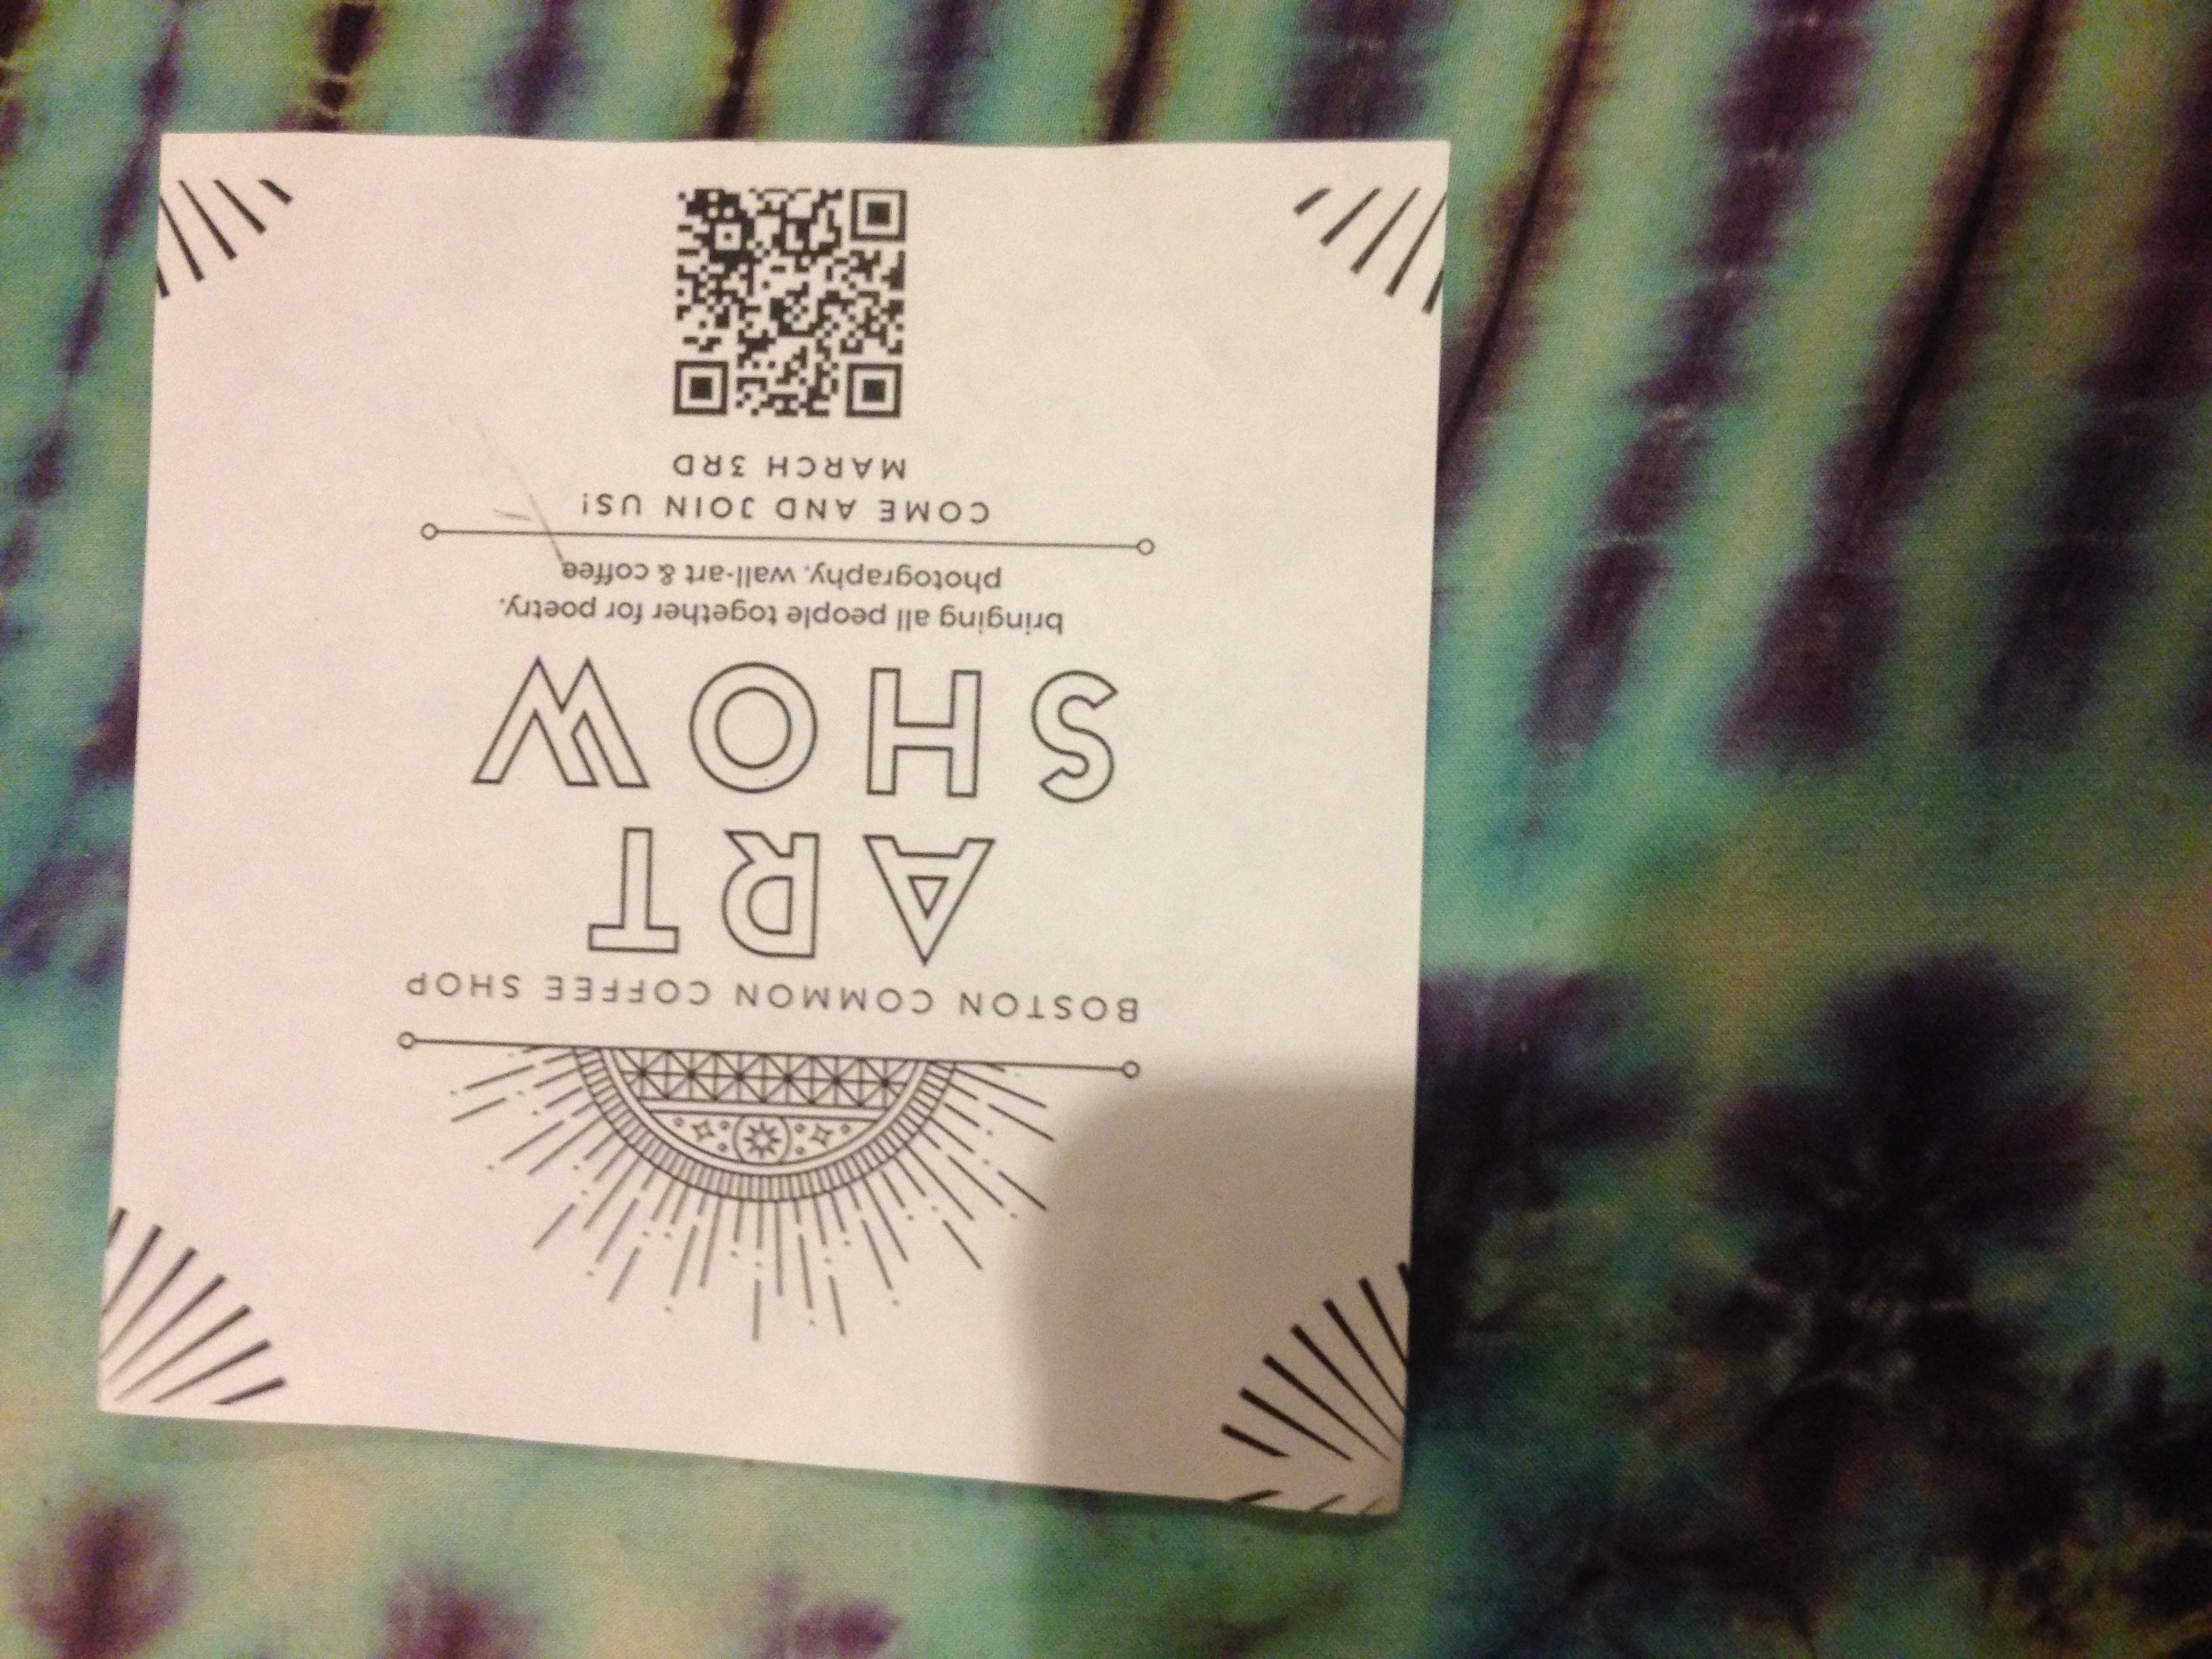 BOSTON COMMON COFFEE SHOP
ART
SHOW
bringing all people together for poetry,
photography, wall-art & coffee
COME AND JOIN US!
MARCH 3RD